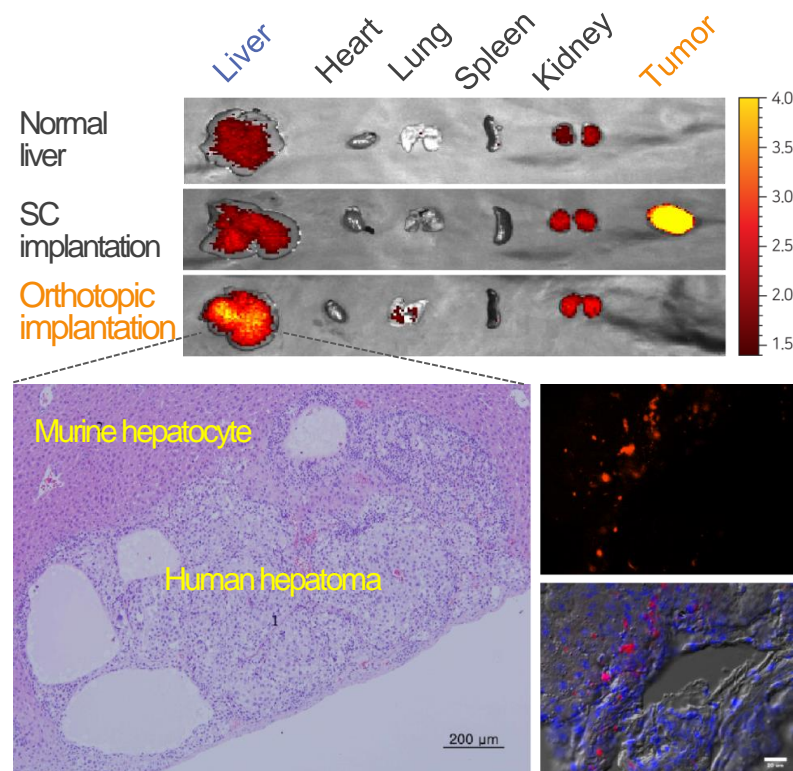 Liver
Heart
Lung
Spleen
Kidney
Tumor
Normal
liver
SC
implantation
Orthotopic
implantation
4.0
3.5
3.0
2.5
2.0
1.5
Murine hepatocyte
Human hepatoma
1
200 µm